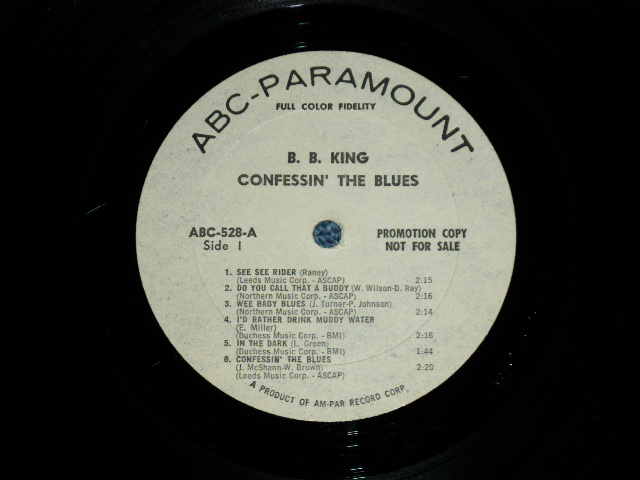 ABC-PARAMOUNT
FULL COLOR FIDELITY
B. B. KING
CONFESSIN' THE BLUES
ABC-528-A
Side 1
PROMOTION COPY
NOT FOR SALE
1. SEE SEE RIDER (Raney)
(Leeds Music Corp. - ASCAP) 2:15
2. DO YOU CALL THAT A BUDDY (W. Wilson-D. Ray)
(Northern Music Corp. - ASCAP) 2:16
3. WEE BABY BLUES (J. Turner-P. Johnson)
(Northern Music Corp. - ASCAP) 2:14
4. I'D RATHER DRINK MUDDY WATER
(E. Miller)
(Duchess Music Corp. - BMI) 2:16
5. IN THE DARK (L. Green)
(Duchess Music Corp. - BMI) 1:44
6. CONFESSIN' THE BLUES
(J. McShann-W. Brown) 2:20
(Leeds Music Corp. - ASCAP)
A PRODUCT OF AM-PAR RECORD CORP.